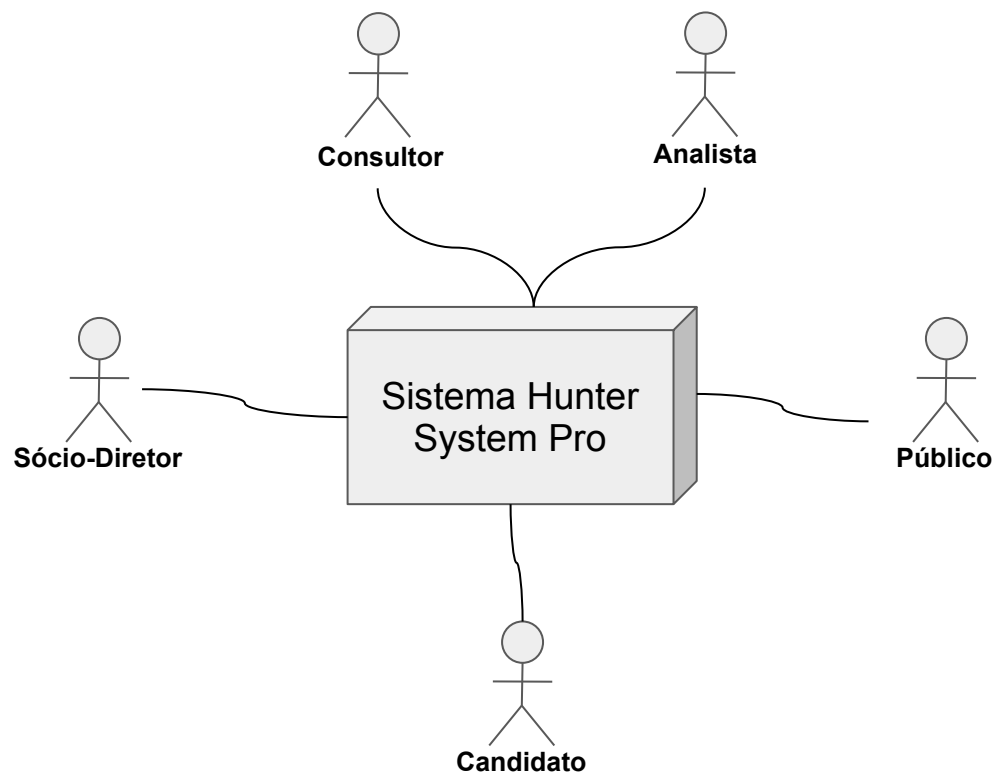 Consultor
Analista
Sistema Hunter
System Pro
Sócio-Diretor
Público
Candidato